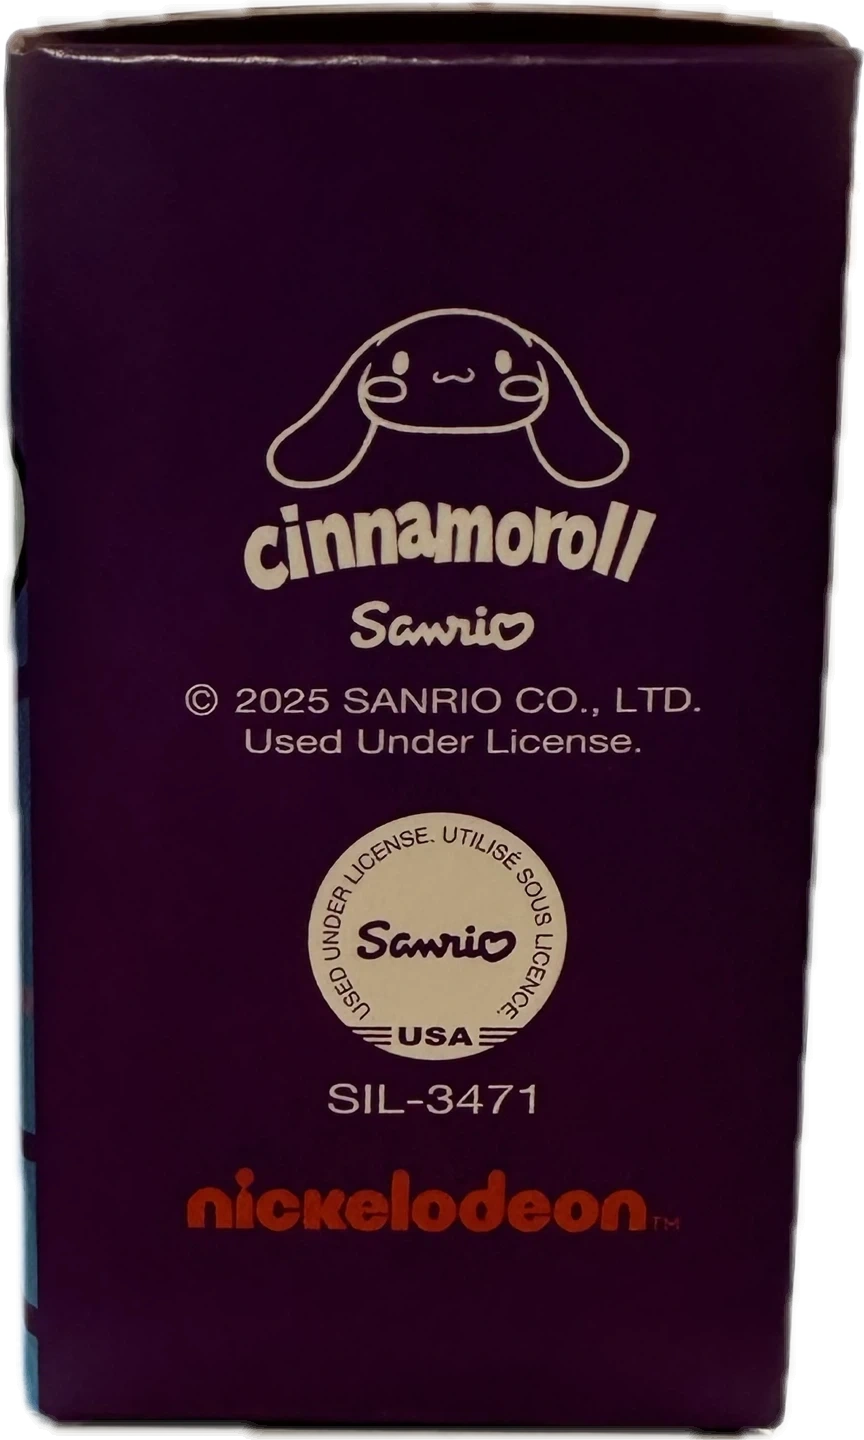 cinnamoroll
Sanrio
© 2025 SANRIO CO., LTD.
Used Under License.
USED UNDER LICENSE. UTILISÉ SOUS LICENCE.
Sanrio
USA
SIL-3471
nickelodeon™